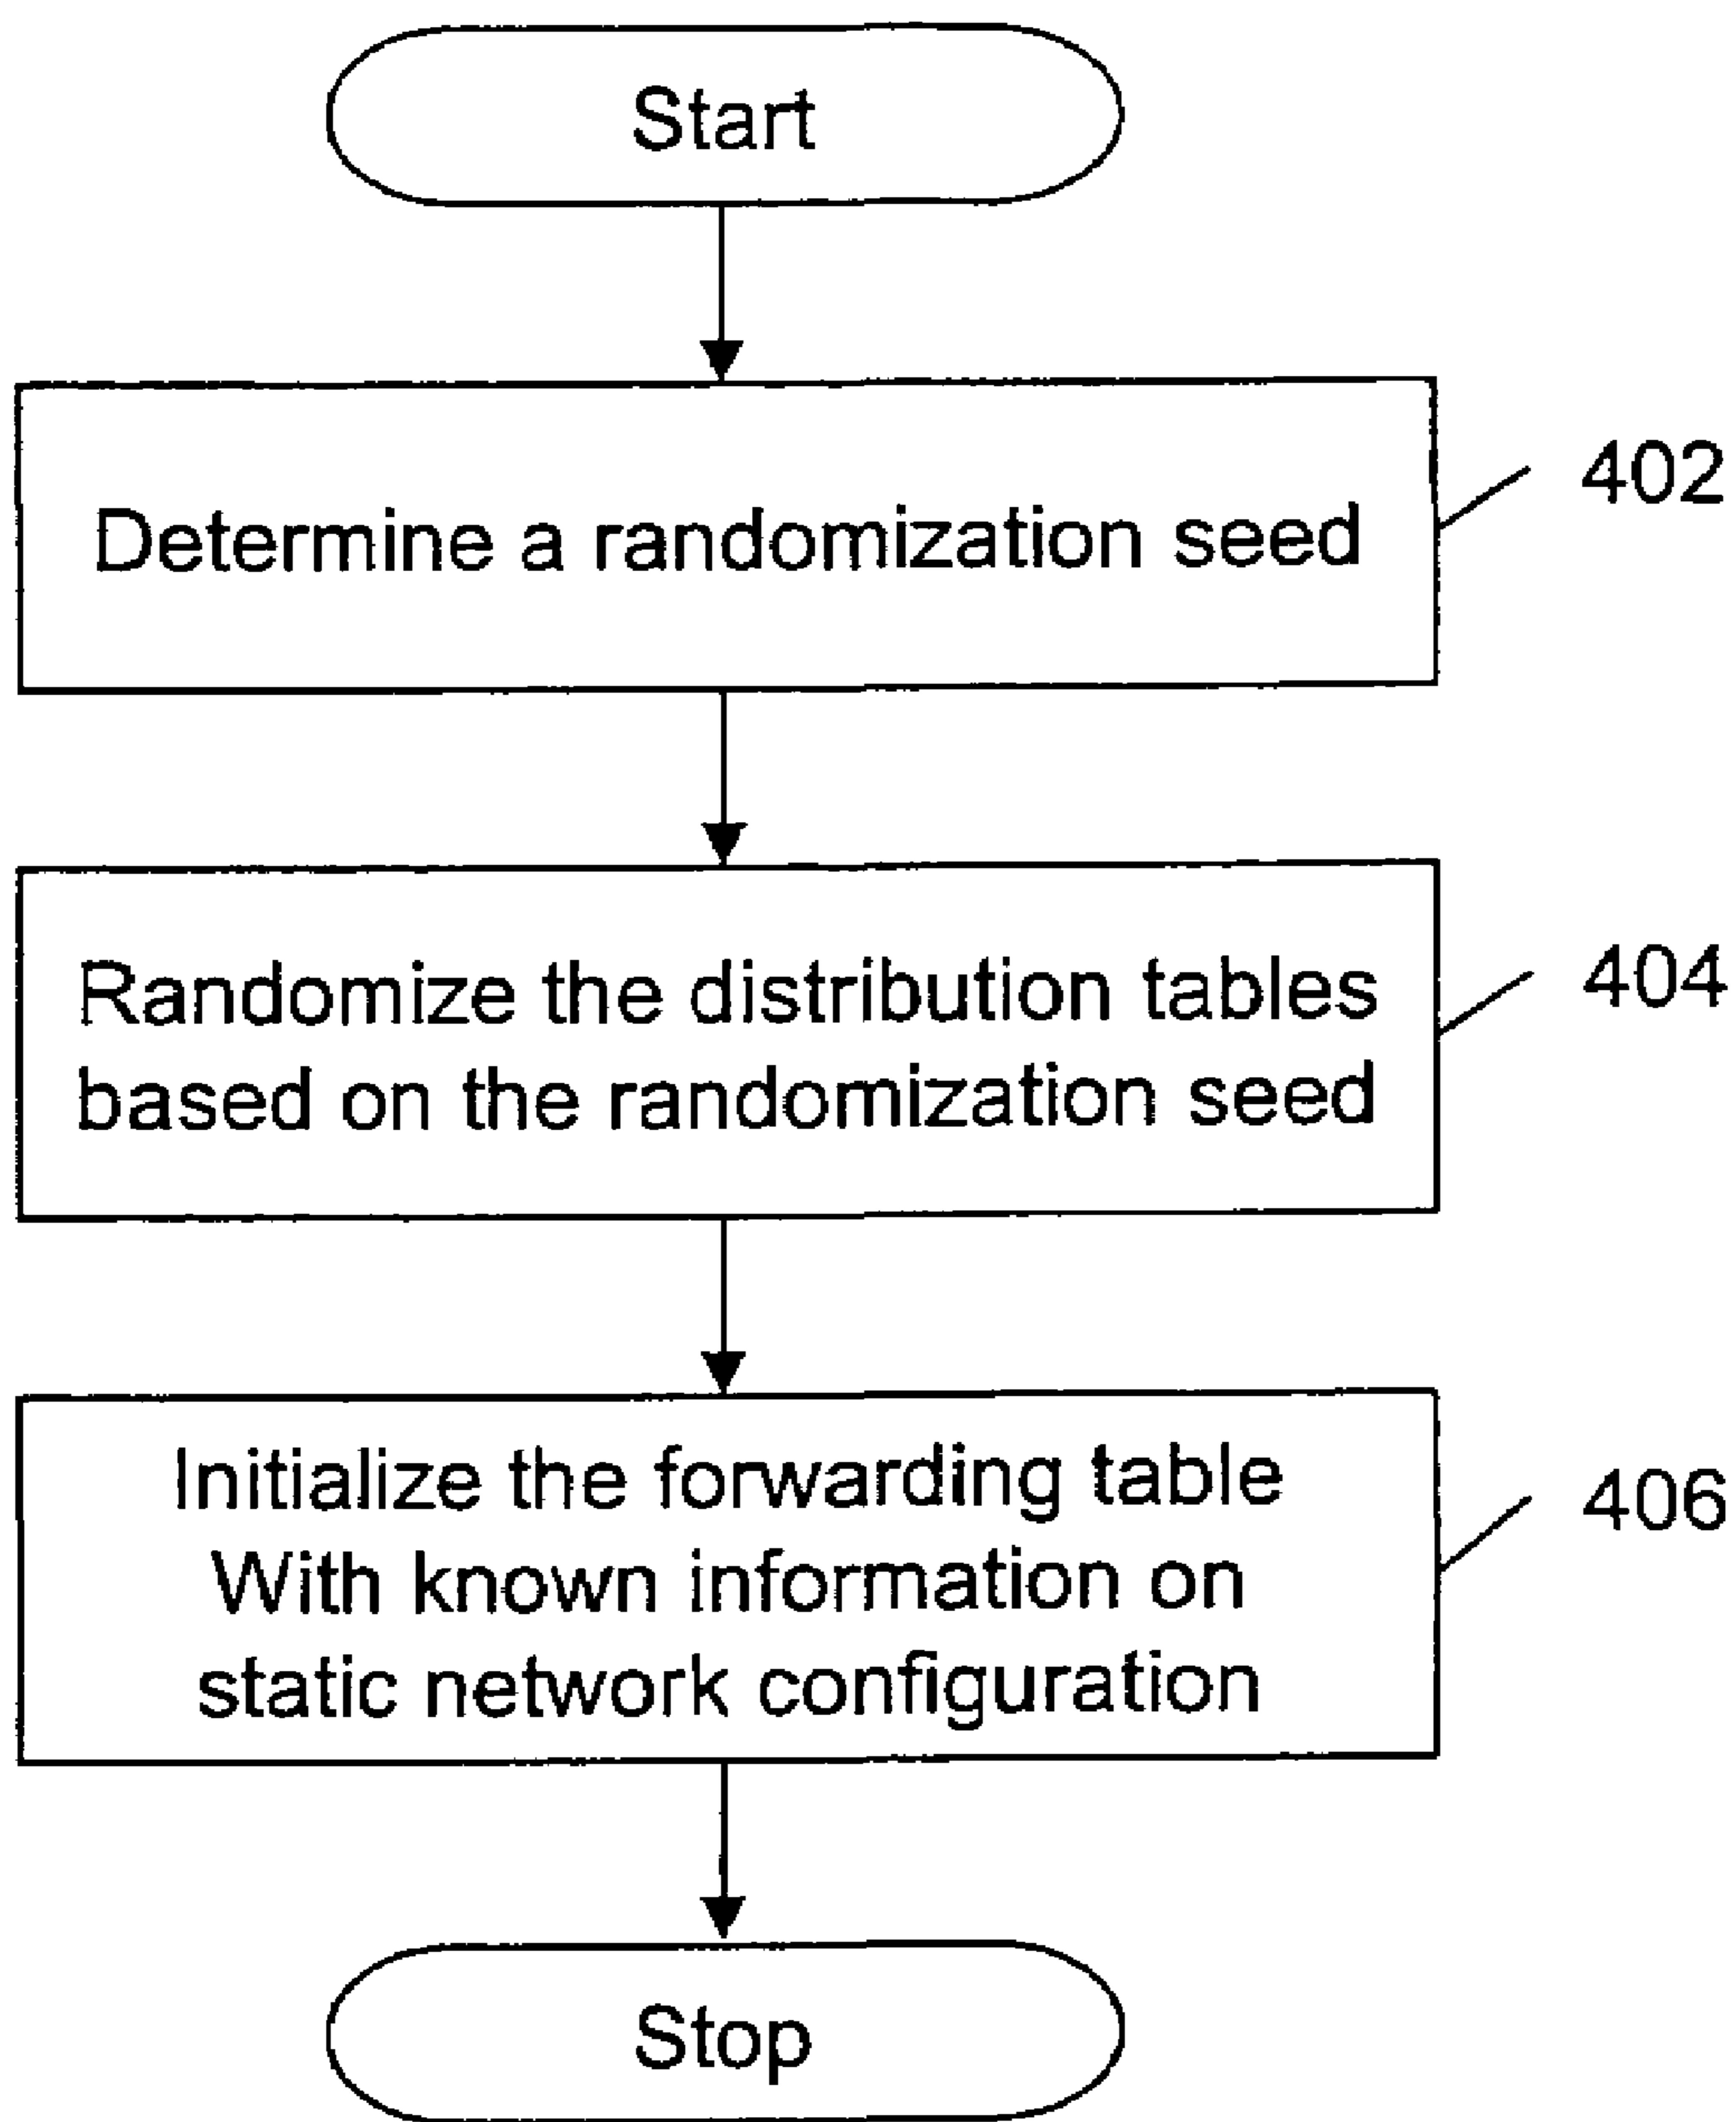 Start
Determine a randomization seed
402
Randomize the distribution tables
based on the randomization seed
404
Initialize the forwarding table
With known information on
static network configuration
406
Stop